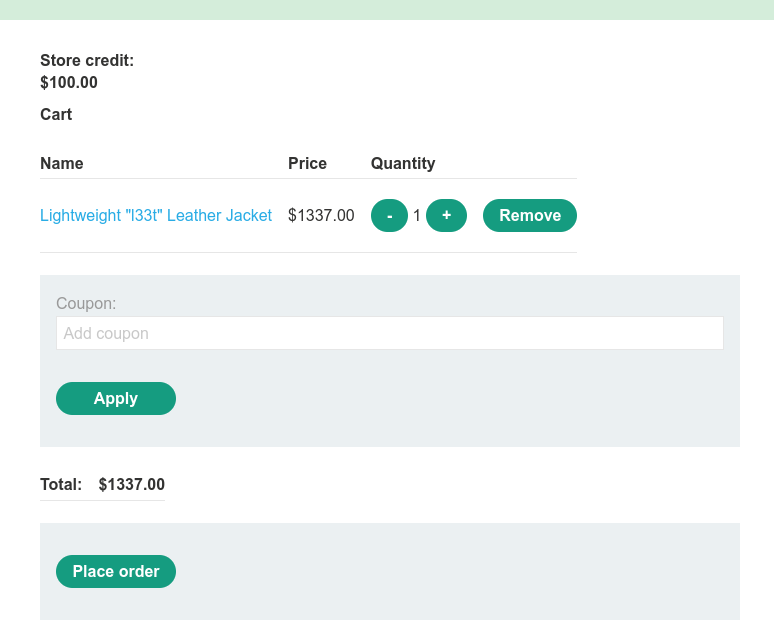 Store credit:
$100.00
Cart
Name Price Quantity
Lightweight "l33t" Leather Jacket $1337.00 - 1 + Remove
Coupon:
Add coupon
Apply
Total: $1337.00
Place order